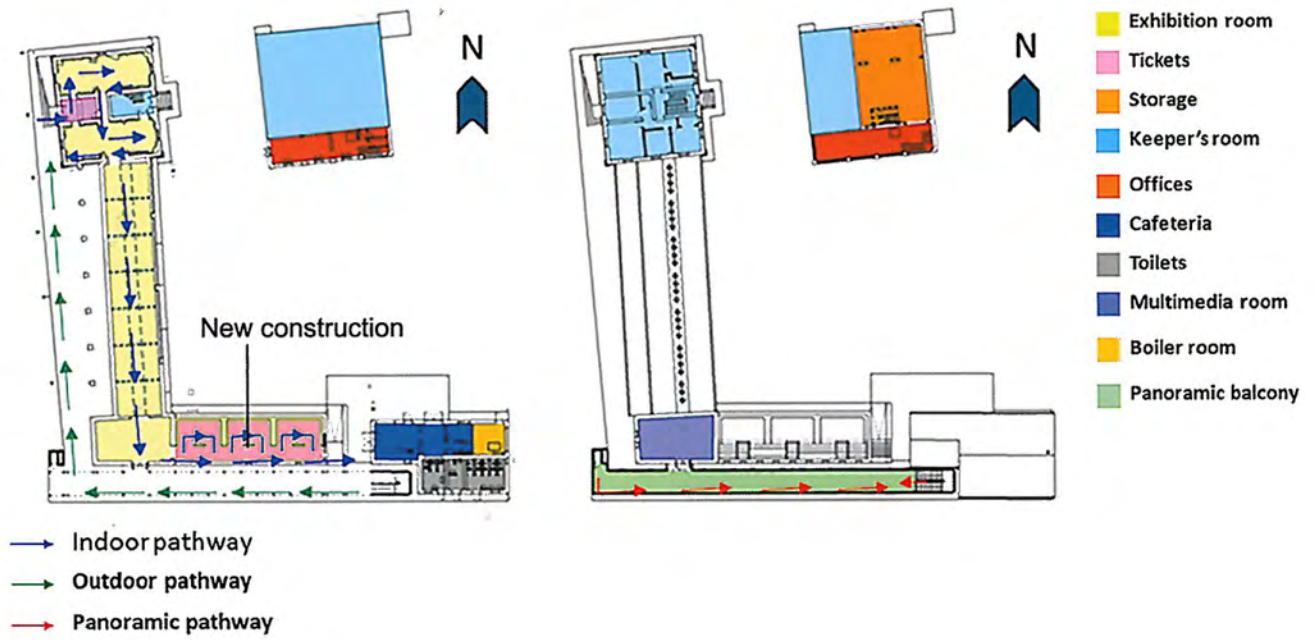 N
N
New construction
Exhibition room
Tickets
Storage
Keeper's room
Offices
Cafeteria
Toilets
Multimedia room
Boiler room
Panoramic balcony
Indoor pathway
Outdoor pathway
Panoramic pathway